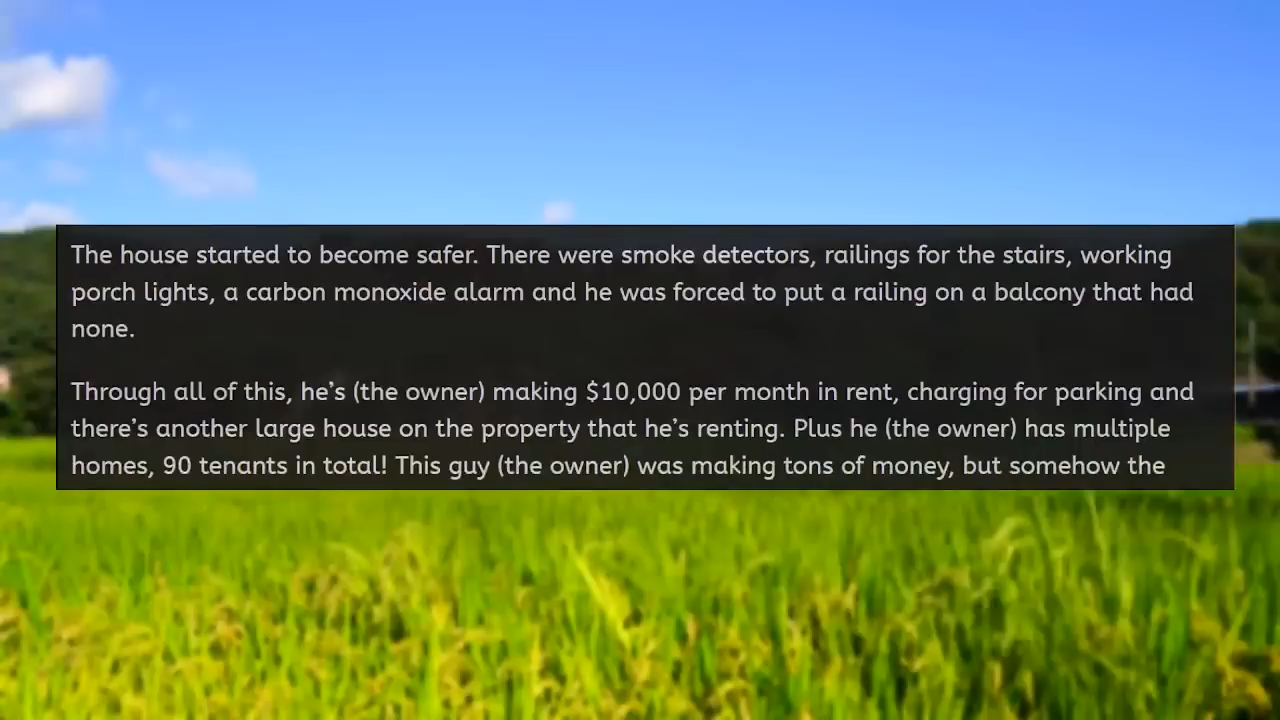 The house started to become safer. There were smoke detectors, railings for the stairs, working
porch lights, a carbon monoxide alarm and he was forced to put a railing on a balcony that had
none.
Through all of this, he’s (the owner) making $10,000 per month in rent, charging for parking and
there’s another large house on the property that he’s renting. Plus he (the owner) has multiple
homes, 90 tenants in total! This guy (the owner) was making tons of money, but somehow the